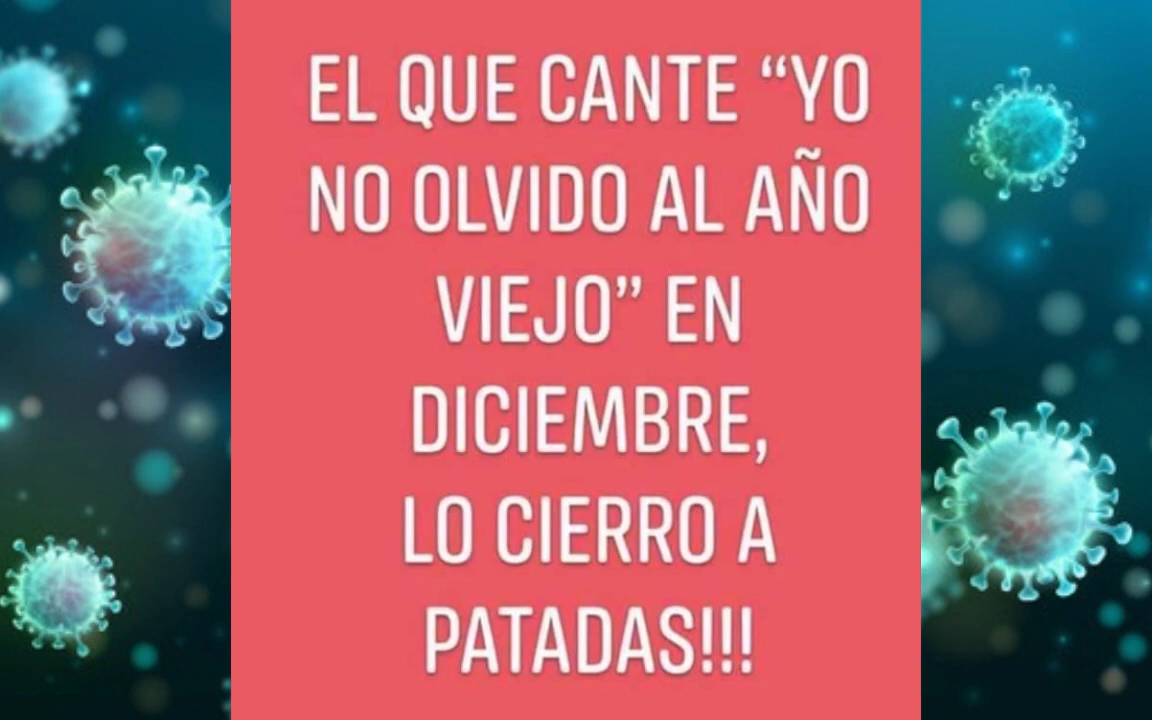 EL QUE CANTE “YO
NO OLVIDO AL AÑO
VIEJO” EN
DICIEMBRE,
LO CIERRO A
PATADAS!!!